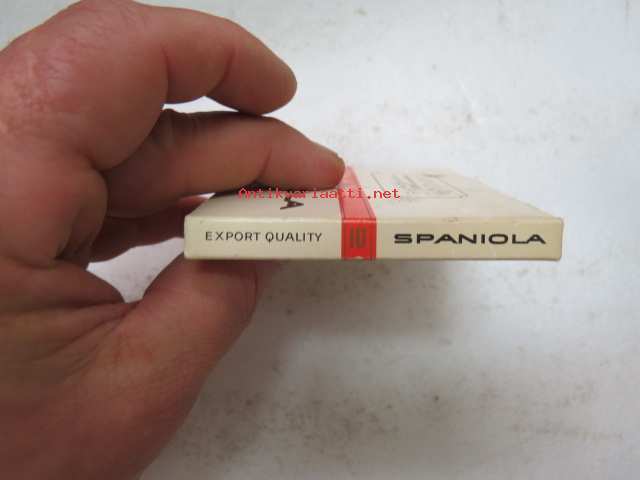 Antikvariaatti.net
A
EXPORT QUALITY 10 SPANIOLA